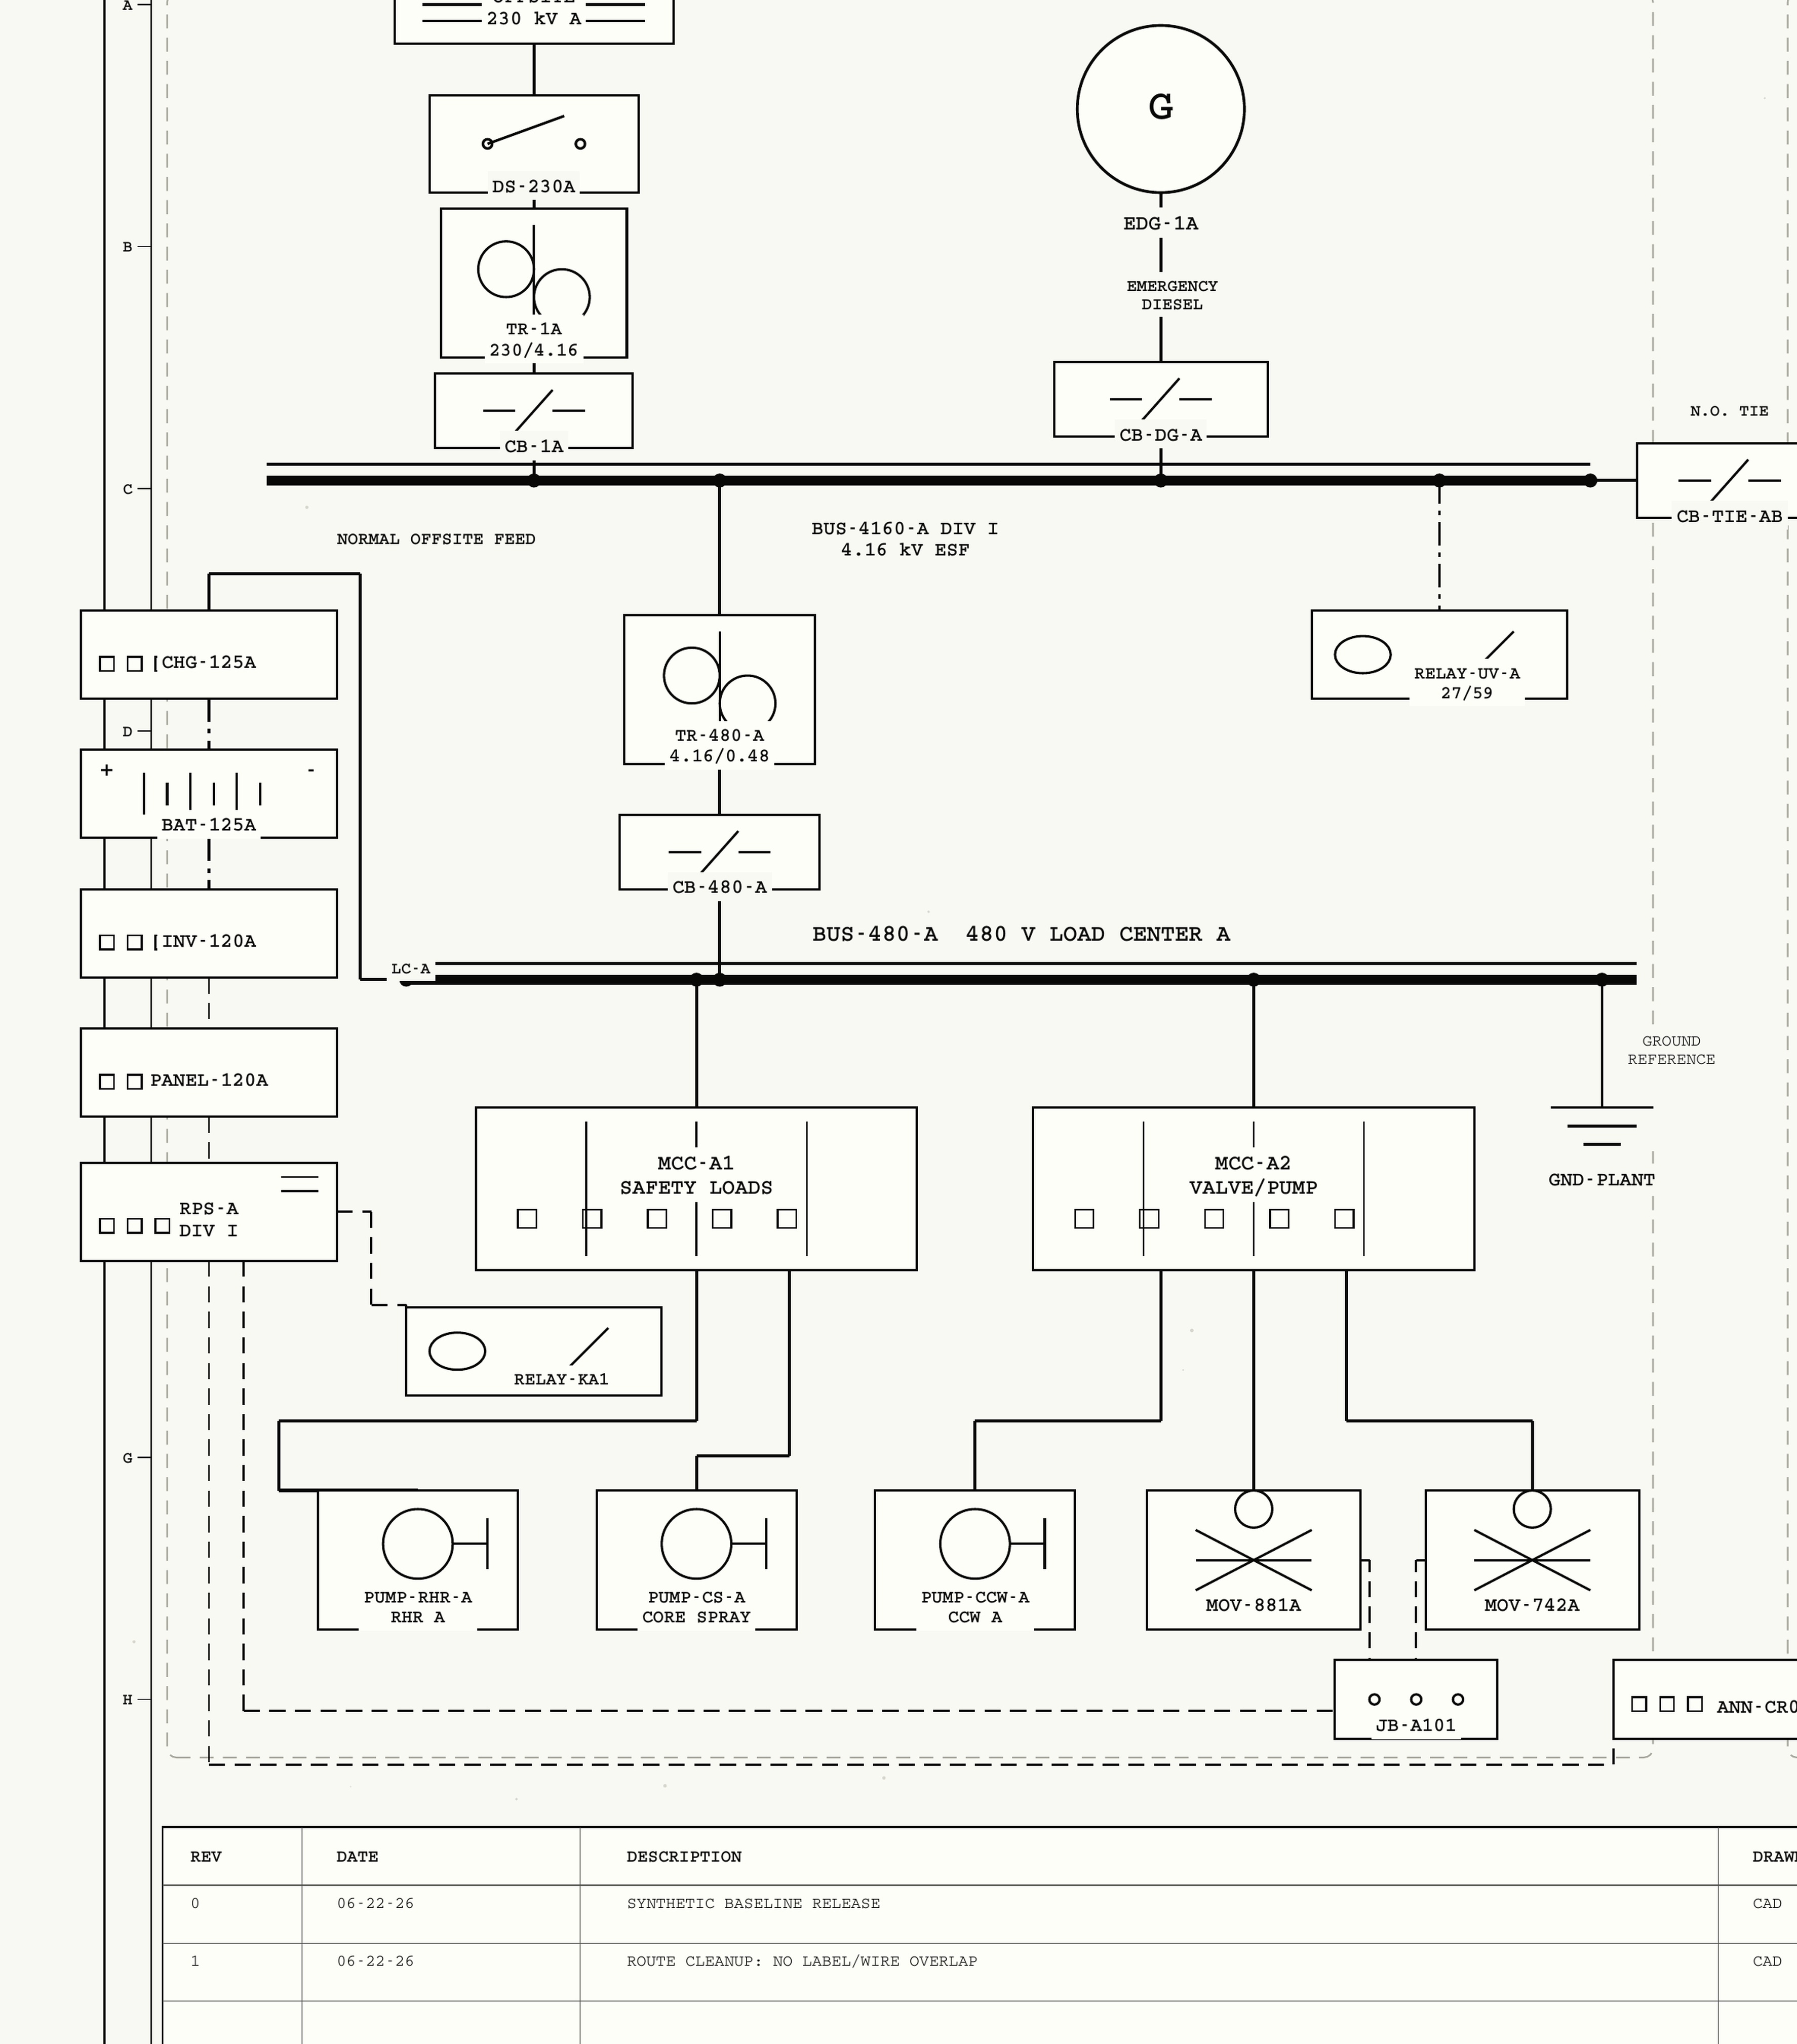 A
OFFSITE
230 kV A
G
DS-230A
EDG-1A
B
EMERGENCY
DIESEL
TR-1A
230/4.16
N.O. TIE
CB-DG-A
CB-1A
C
CB-TIE-AB
NORMAL OFFSITE FEED
BUS-4160-A DIV I
4.16 kV ESF
CHG-125A
RELAY-UV-A
27/59
D
TR-480-A
4.16/0.48
+ -
BAT-125A
CB-480-A
INV-120A
BUS-480-A 480 V LOAD CENTER A
LC-A
GROUND
REFERENCE
PANEL-120A
MCC-A1
SAFETY LOADS
MCC-A2
VALVE/PUMP
GND-PLANT
RPS-A
DIV I
RELAY-KA1
G
PUMP-RHR-A
RHR A
PUMP-CS-A
CORE SPRAY
PUMP-CCW-A
CCW A
MOV-881A
MOV-742A
H
JB-A101
ANN-CR0
REV DATE DESCRIPTION DRAW
0 06-22-26 SYNTHETIC BASELINE RELEASE CAD
1 06-22-26 ROUTE CLEANUP: NO LABEL/WIRE OVERLAP CAD